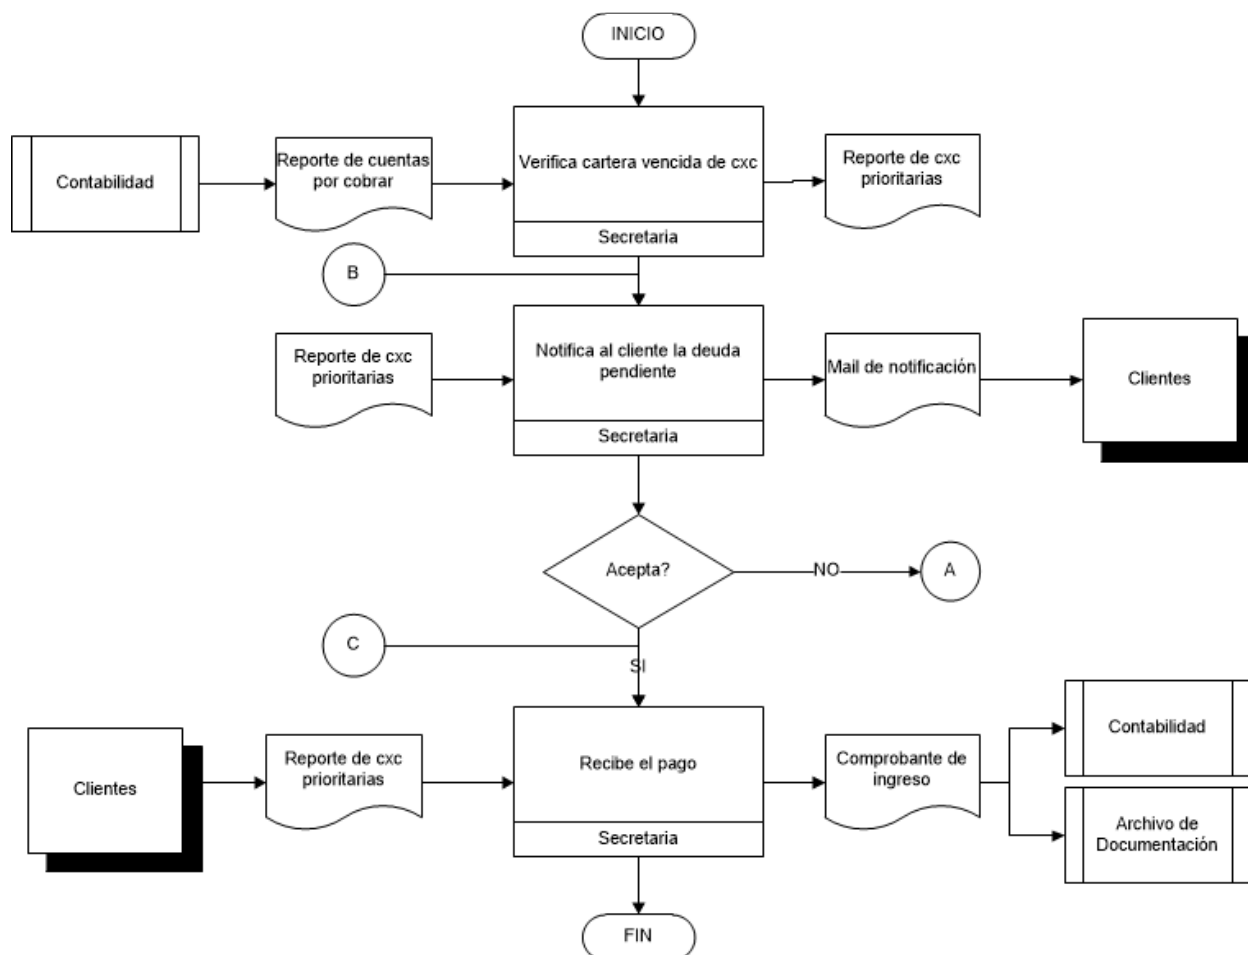 INICIO
Contabilidad
Reporte de cuentas
por cobrar
Verifica cartera vencida de cxc
Secretaria
Reporte de cxc
prioritarias
B
Reporte de cxc
prioritarias
Notifica al cliente la deuda
pendiente
Secretaria
Mail de notificación
Clientes
Acepta?
NO
A
C
SI
Clientes
Reporte de cxc
prioritarias
Recibe el pago
Secretaria
Comprobante de
ingreso
Contabilidad
Archivo de
Documentación
FIN